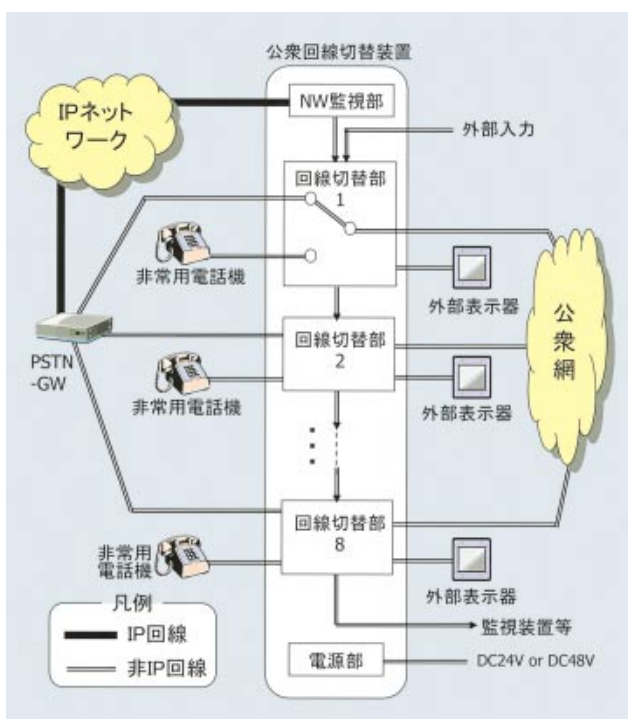 公衆回線切替装置
IPネット
ワーク
NW監視部
外部入力
回線切替部
1
非常用電話機
外部表示器
公
衆
網
PSTN
-GW
回線切替部
2
非常用電話機
外部表示器
回線切替部
8
非常用
電話機
外部表示器
凡例
IP回線
非IP回線
監視装置等
電源部
DC24V or DC48V